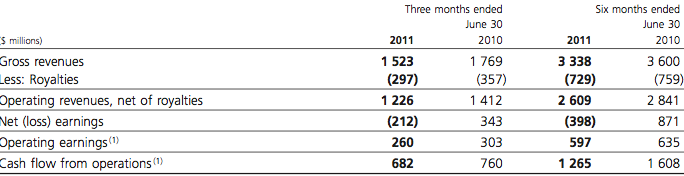 Three months ended Six months ended
June 30 June 30
($ millions) 2011 2010 2011 2010
Gross revenues 1 523 1 769 3 338 3 600
Less: Royalties (297) (357) (729) (759)
Operating revenues, net of royalties 1 226 1 412 2 609 2 841
Net (loss) earnings (212) 343 (398) 871
Operating earnings (1) 260 303 597 635
Cash flow from operations (1) 682 760 1 265 1 608